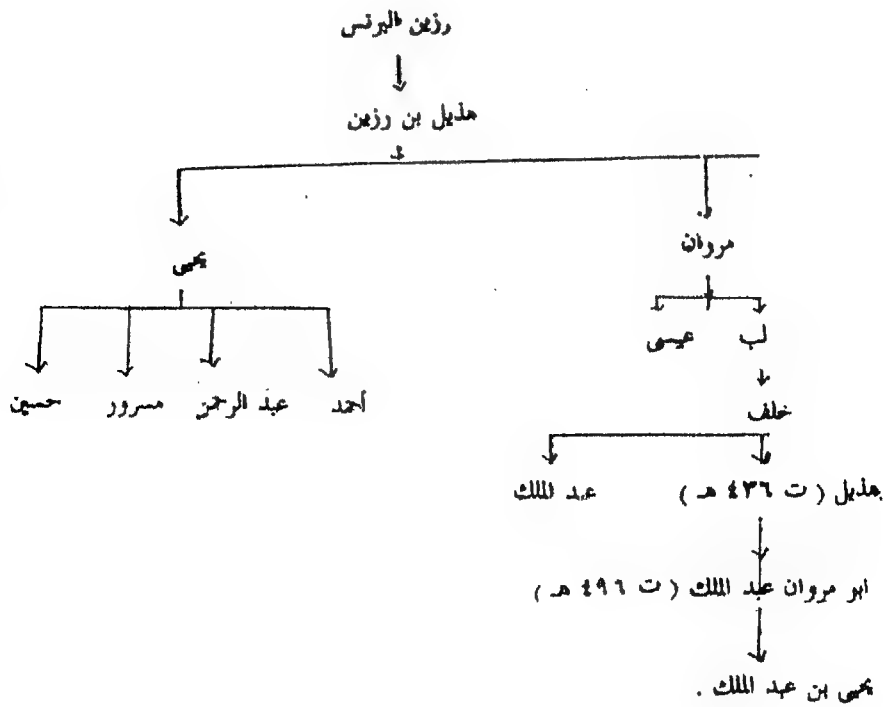 رزين البرنس
هذيل بن رزين
مروان
يحيى
لب
عيسى
أحمد
عبد الرحمن
مسرور
حسين
خلف
هذيل ( ت ٤٣٦ هـ )
عبد الملك
ابو مروان عبد الملك ( ت ٤٩٦ هـ )
يحيى بن عبد الملك .